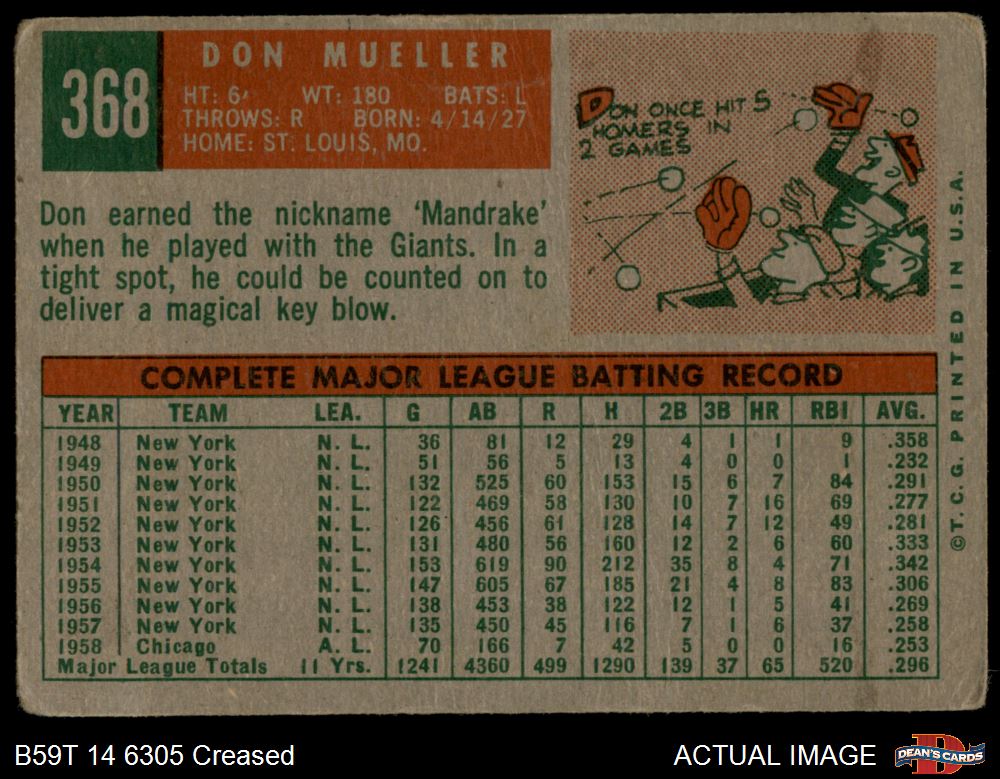 368
DON MUELLER
HT: 6' WT: 180 BATS: L
THROWS: R BORN: 4/14/27
HOME: ST. LOUIS, MO.
DON ONCE HIT 5
HOMERS IN
2 GAMES
Don earned the nickname ‘Mandrake’
when he played with the Giants. In a
tight spot, he could be counted on to
deliver a magical key blow.
COMPLETE MAJOR LEAGUE BATTING RECORD
YEAR TEAM LEA. G AB R H 2B 3B HR RBI AVG.
1948 New York N. L. 36 81 12 29 4 1 1 9 .358
1949 New York N. L. 51 56 5 13 4 0 0 1 .232
1950 New York N. L. 132 525 60 153 15 6 7 84 .291
1951 New York N. L. 122 469 58 130 10 7 16 69 .277
1952 New York N. L. 126 456 61 128 14 7 12 49 .281
1953 New York N. L. 131 480 56 160 12 2 6 60 .333
1954 New York N. L. 153 619 90 212 35 8 4 71 .342
1955 New York N. L. 147 605 67 185 21 4 8 83 .306
1956 New York N. L. 138 453 38 122 12 1 5 41 .269
1957 New York N. L. 135 450 45 116 7 1 6 37 .258
1958 Chicago A. L. 70 166 7 42 5 0 0 16 .253
Major League Totals 11 Yrs. 1241 4360 499 1290 139 37 65 520 .296
© T. C. G. PRINTED IN U.S.A.
B59T 14 6305 Creased
ACTUAL IMAGE
DEAN'S CARDS